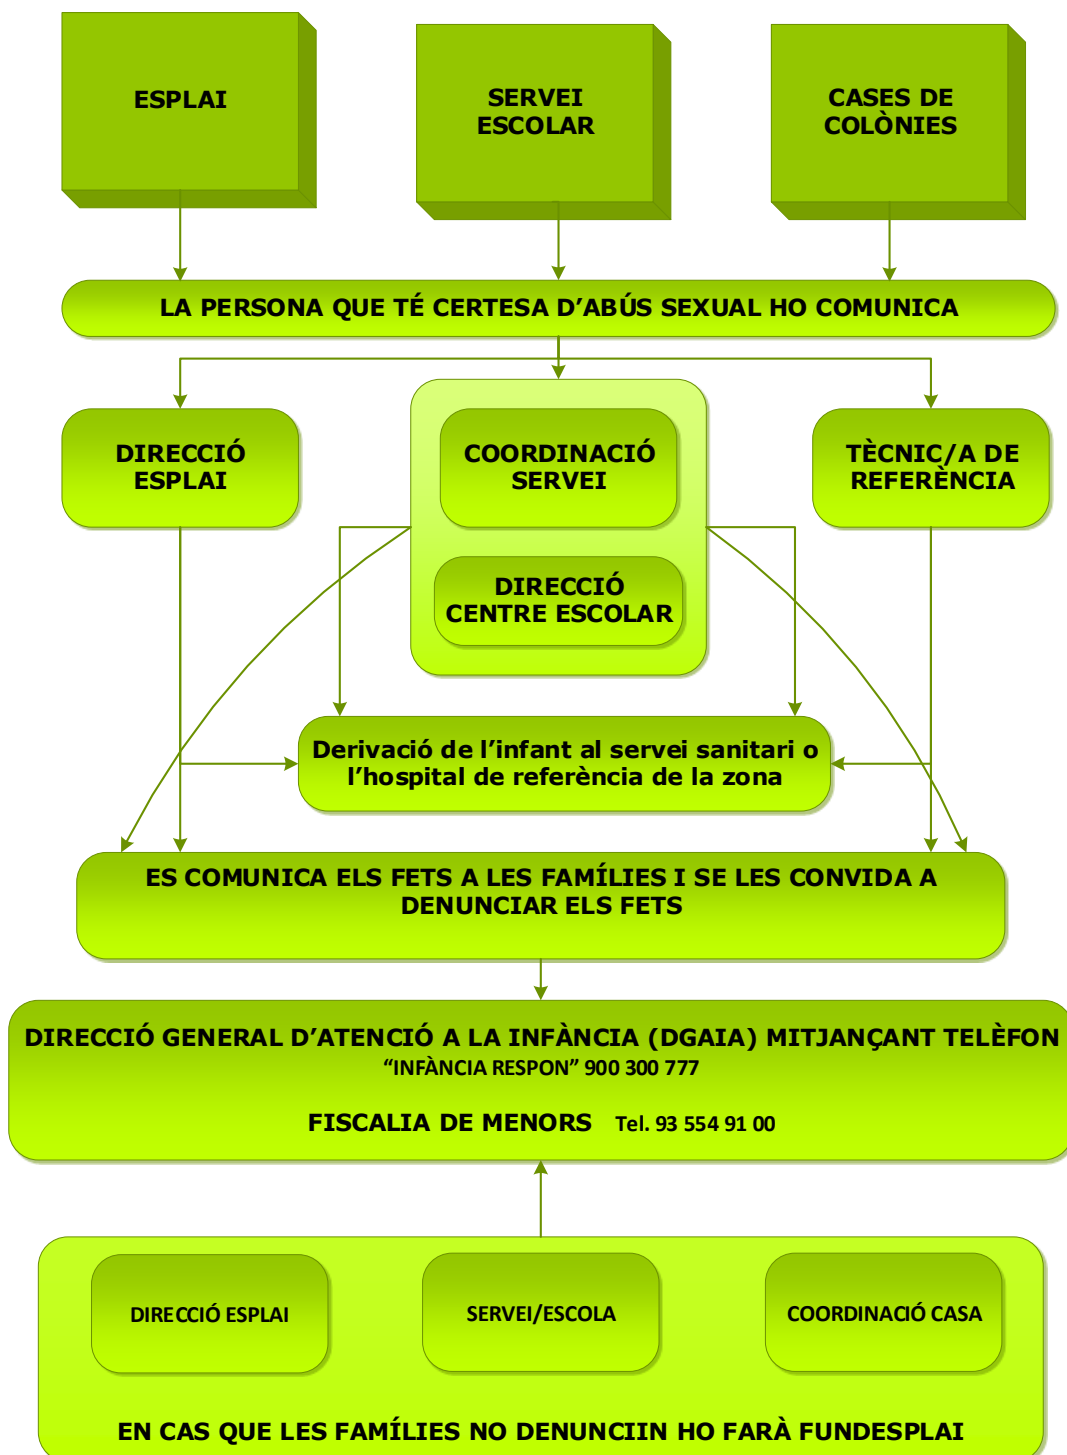 ESPLAI
SERVEI
ESCOLAR
CASES DE
COLÒNIES
LA PERSONA QUE TÉ CERTESA D’ABÚS SEXUAL HO COMUNICA
DIRECCIÓ
ESPLAI
COORDINACIÓ
SERVEI
TÈCNIC/A DE
REFERÈNCIA
DIRECCIÓ
CENTRE ESCOLAR
Derivació de l’infant al servei sanitari o
l’hospital de referència de la zona
ES COMUNICA ELS FETS A LES FAMÍLIES I SE LES CONVIDA A
DENUNCIAR ELS FETS
DIRECCIÓ GENERAL D’ATENCIÓ A LA INFÀNCIA (DGAIA) MITJANÇANT TELÈFON
“INFÀNCIA RESPON” 900 300 777
FISCALIA DE MENORS Tel. 93 554 91 00
DIRECCIÓ ESPLAI
SERVEI/ESCOLA
COORDINACIÓ CASA
EN CAS QUE LES FAMÍLIES NO DENUNCIIN HO FARÀ FUNDESPLAI